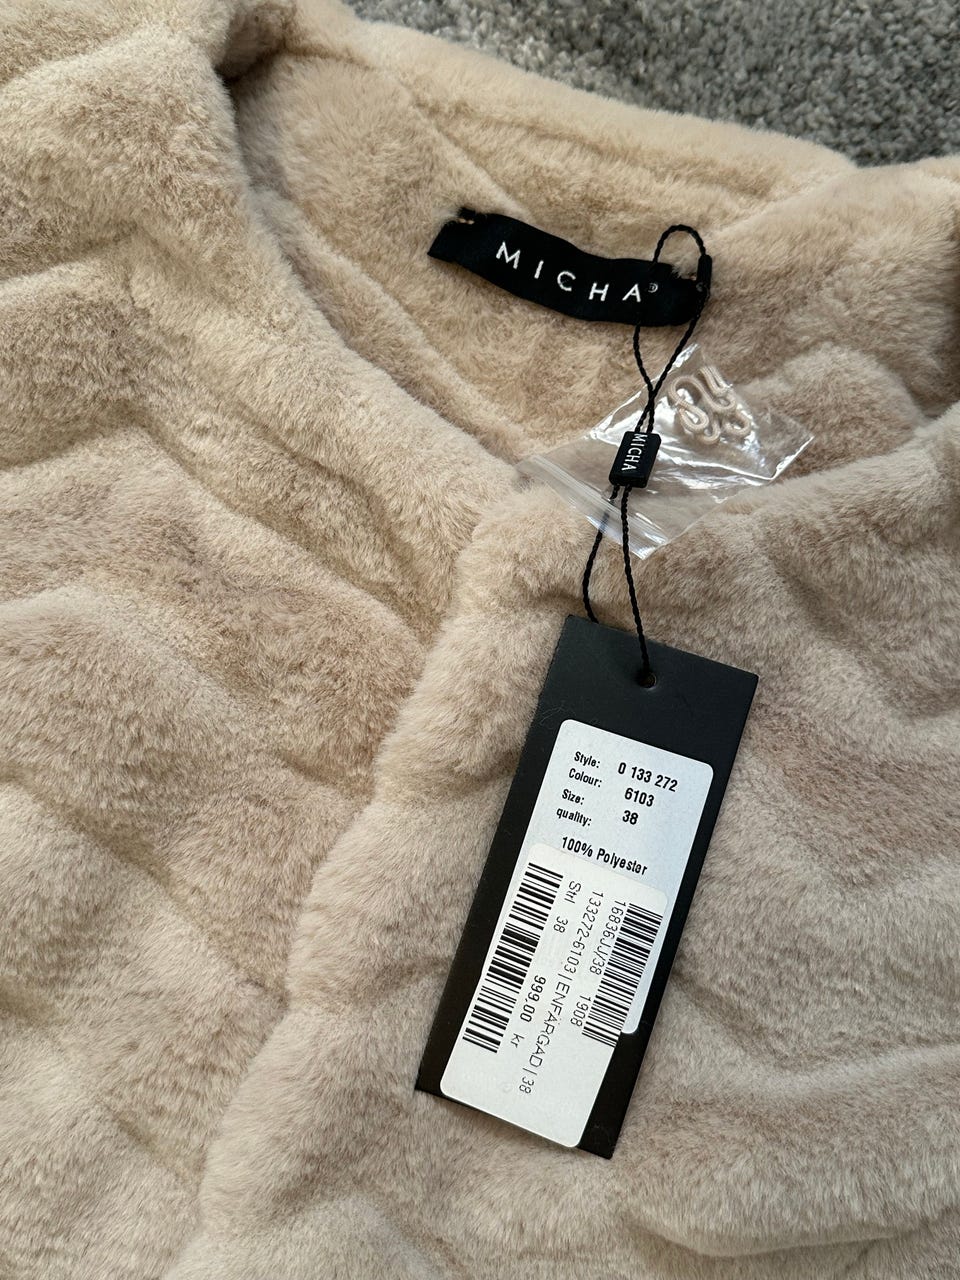 MICHA®
MICHA
Style: 0 133 272
Colour: 6103
Size: 38
quality:
100% Polyester
16836JJ/38 1908
133272-6103 | ENFÄRGAD | 38
Strl 38
999.00 kr